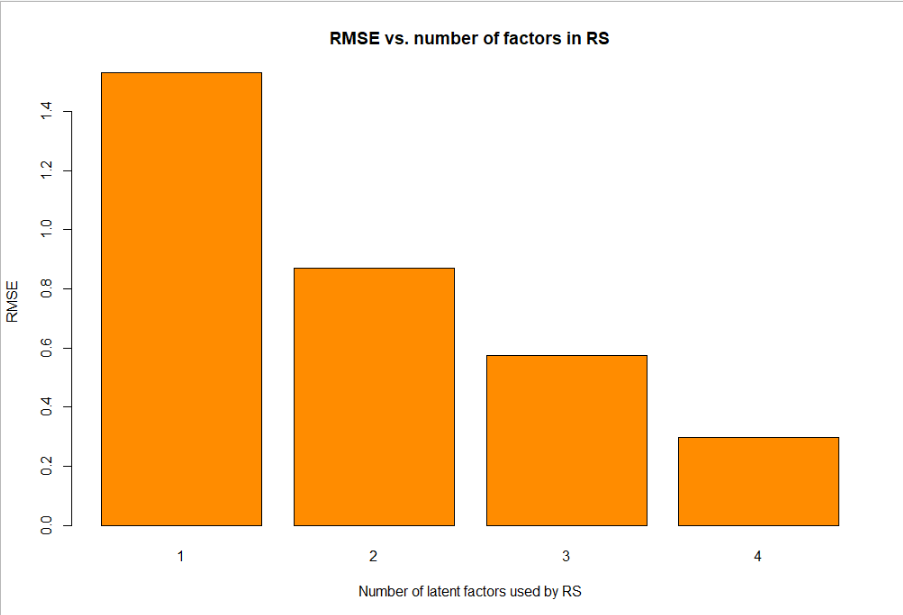 RMSE vs. number of factors in RS
RMSE
1.4
1.2
1.0
0.8
0.6
0.4
0.2
0.0
1 2 3 4
Number of latent factors used by RS